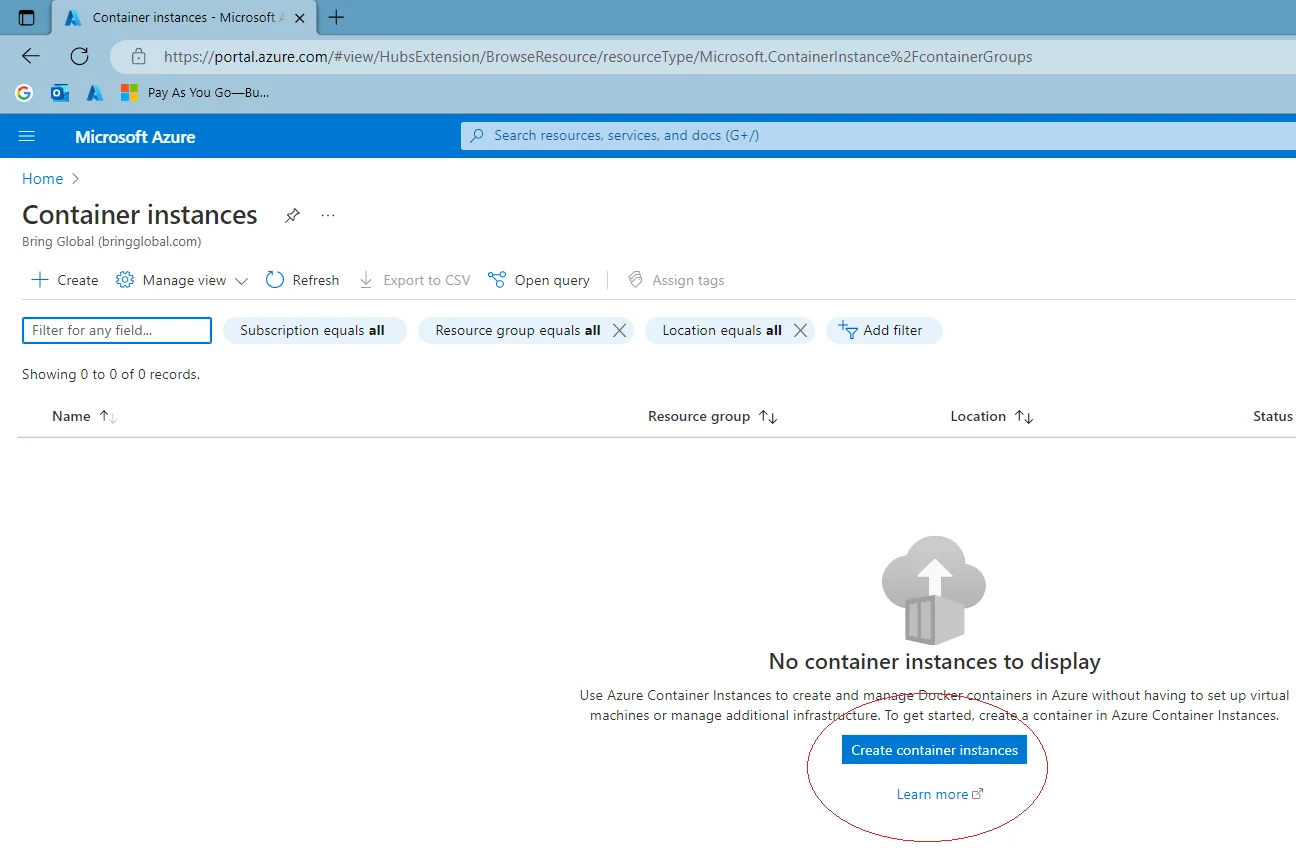 Container instances - Microsoft A
https://portal.azure.com/#view/HubsExtension/BrowseResource/resourceType/Microsoft.ContainerInstance%2FcontainerGroups
Pay As You Go—Bu...
Microsoft Azure
Search resources, services, and docs (G+/)
Home
Container instances
Bring Global (bringglobal.com)
Create Manage view Refresh Export to CSV Open query Assign tags
Filter for any field... Subscription equals all Resource group equals all Location equals all Add filter
Showing 0 to 0 of 0 records.
Name Resource group Location Status
No container instances to display
Use Azure Container Instances to create and manage Docker containers in Azure without having to set up virtual
machines or manage additional infrastructure. To get started, create a container in Azure Container Instances.
Create container instances
Learn more